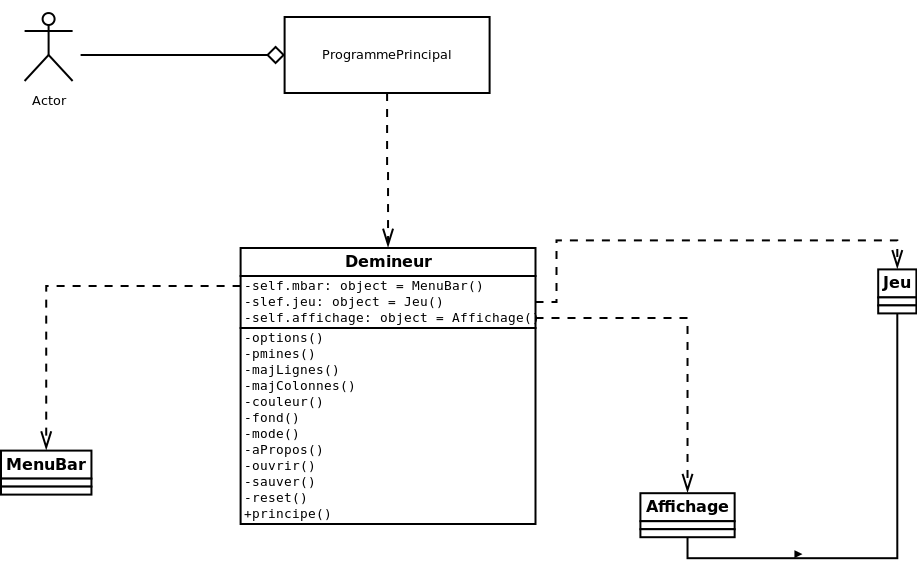 ProgrammePrincipal
Actor
Demineur
-self.mbar: object = MenuBar()
-slef.jeu: object = Jeu()
-self.affichage: object = Affichage()
-options()
-pmines()
-majLignes()
-majColonnes()
-couleur()
-fond()
-mode()
-aPropos()
-ouvrir()
-sauver()
-reset()
+principe()
Jeu
MenuBar
Affichage